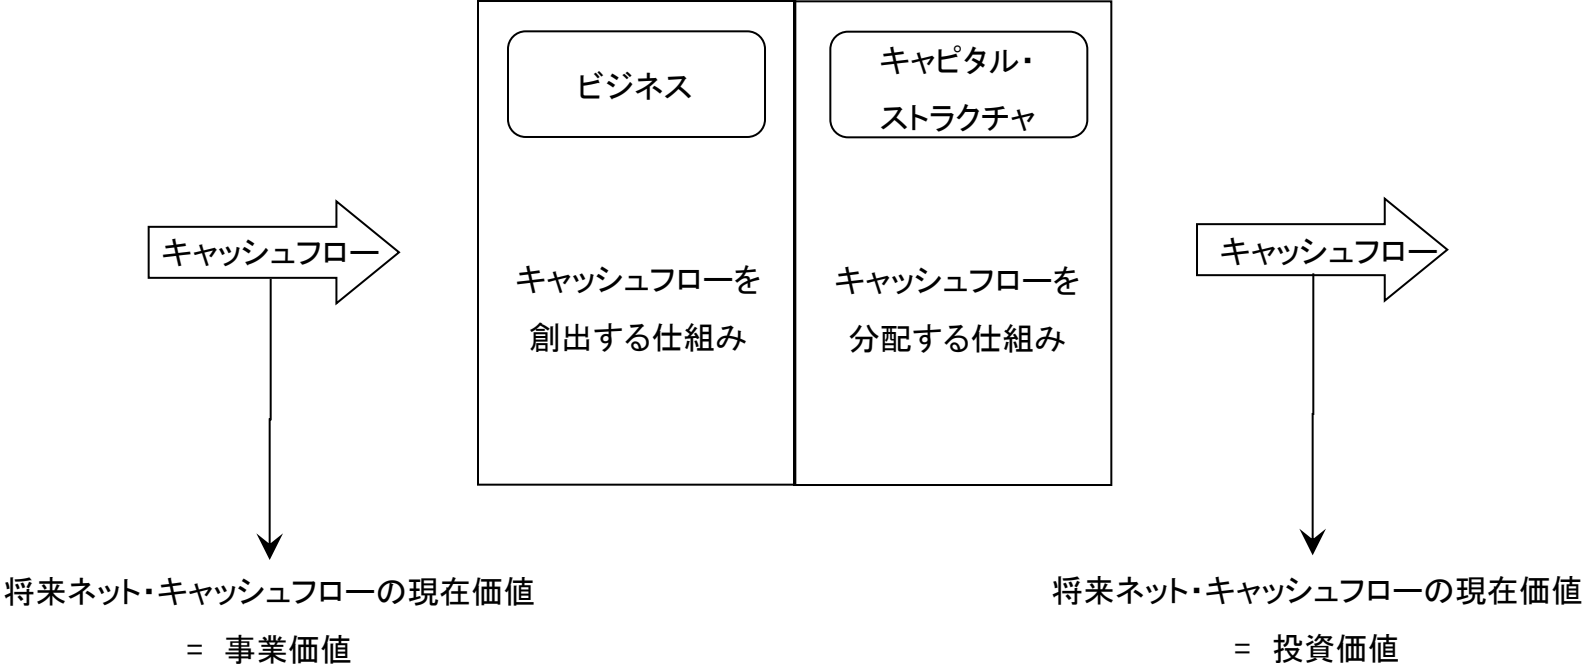 ビジネス
キャピタル・
ストラクチャ
キャッシュフロー
キャッシュフローを
創出する仕組み
キャッシュフローを
分配する仕組み
キャッシュフロー
将来ネット・キャッシュフローの現在価値
= 事業価値
将来ネット・キャッシュフローの現在価値
= 投資価値